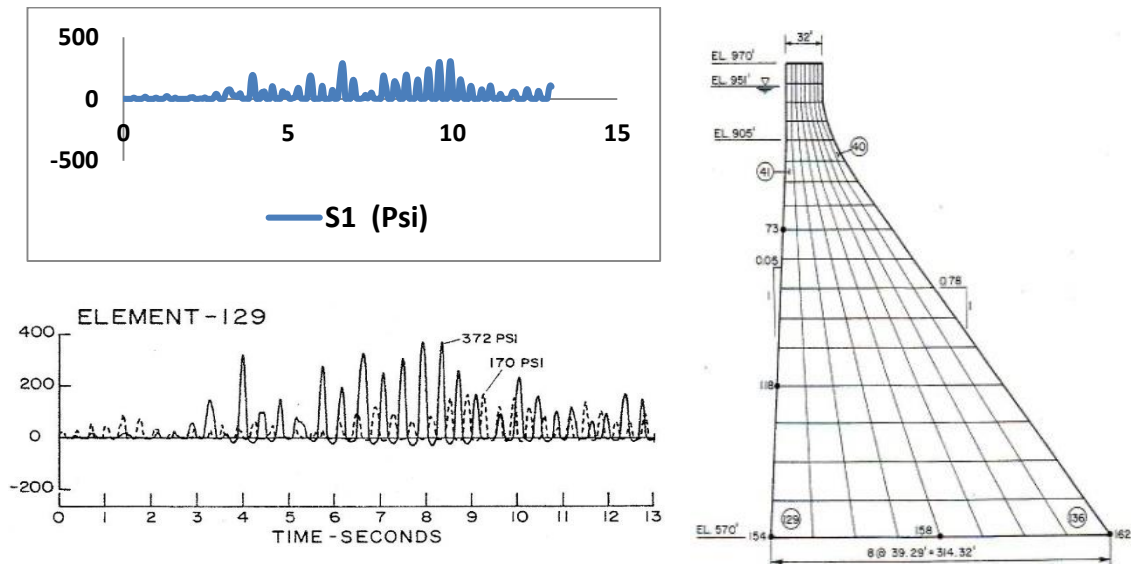 500
0
-500
0
5
10
15
S1 (Psi)
ELEMENT-129
400
200
0
-200
372 PSI
170 PSI
0 1 2 3 4 5 6 7 8 9 10 11 12 13
TIME-SECONDS
32'
EL. 970'
EL. 951'
EL. 905'
40
41
73
0.05
1
0.78
1
118
129
136
EL 570'
154
158
162
8@ 39.29' = 314.32'